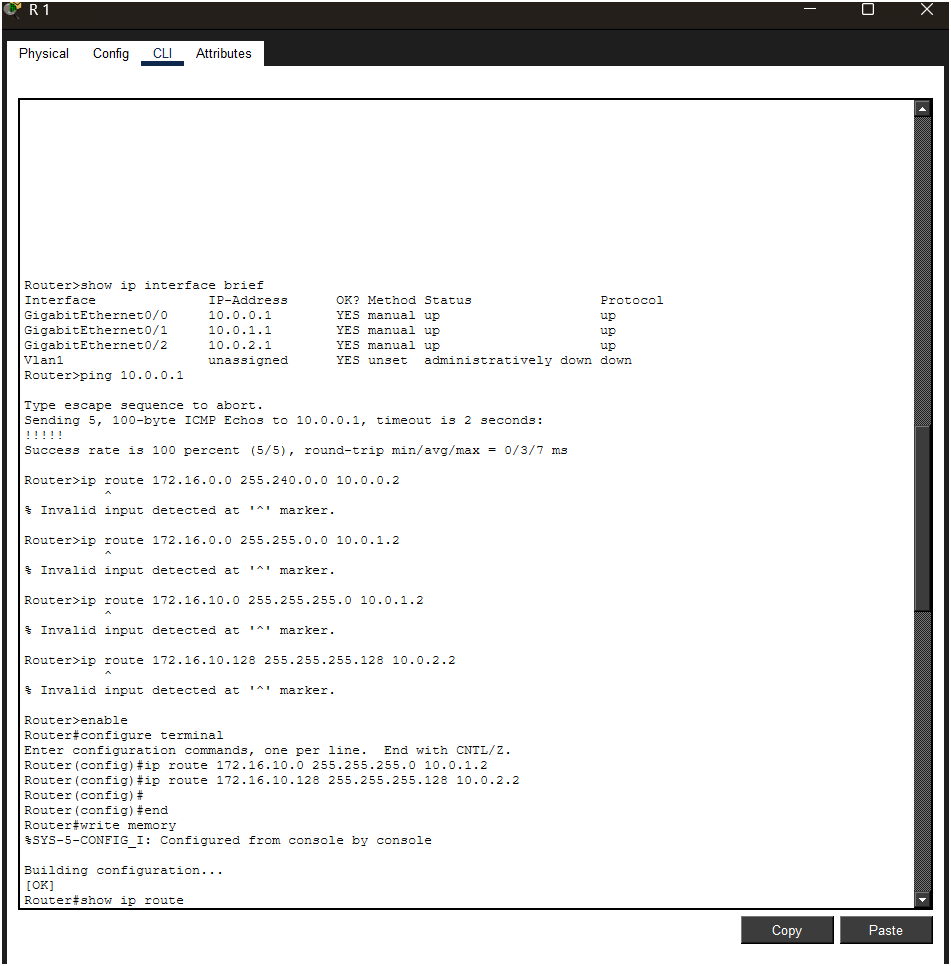 R 1
Physical Config CLI Attributes
Router>show ip interface brief
Interface              IP-Address      OK? Method Status                Protocol
GigabitEthernet0/0     10.0.0.1        YES manual up                    up
GigabitEthernet0/1     10.0.1.1        YES manual up                    up
GigabitEthernet0/2     10.0.2.1        YES manual up                    up
Vlan1                  unassigned      YES unset  administratively down down
Router>ping 10.0.0.1
Type escape sequence to abort.
Sending 5, 100-byte ICMP Echos to 10.0.0.1, timeout is 2 seconds:
!!!!!
Success rate is 100 percent (5/5), round-trip min/avg/max = 0/3/7 ms
Router>ip route 172.16.0.0 255.240.0.0 10.0.0.2
^
% Invalid input detected at '^' marker.
Router>ip route 172.16.0.0 255.255.0.0 10.0.1.2
^
% Invalid input detected at '^' marker.
Router>ip route 172.16.10.0 255.255.255.0 10.0.1.2
^
% Invalid input detected at '^' marker.
Router>ip route 172.16.10.128 255.255.255.128 10.0.2.2
^
% Invalid input detected at '^' marker.
Router>enable
Router#configure terminal
Enter configuration commands, one per line.  End with CNTL/Z.
Router(config)#ip route 172.16.10.0 255.255.255.0 10.0.1.2
Router(config)#ip route 172.16.10.128 255.255.255.128 10.0.2.2
Router(config)#
Router(config)#end
Router#write memory
%SYS-5-CONFIG_I: Configured from console by console
Building configuration...
[OK]
Router#show ip route
Copy Paste